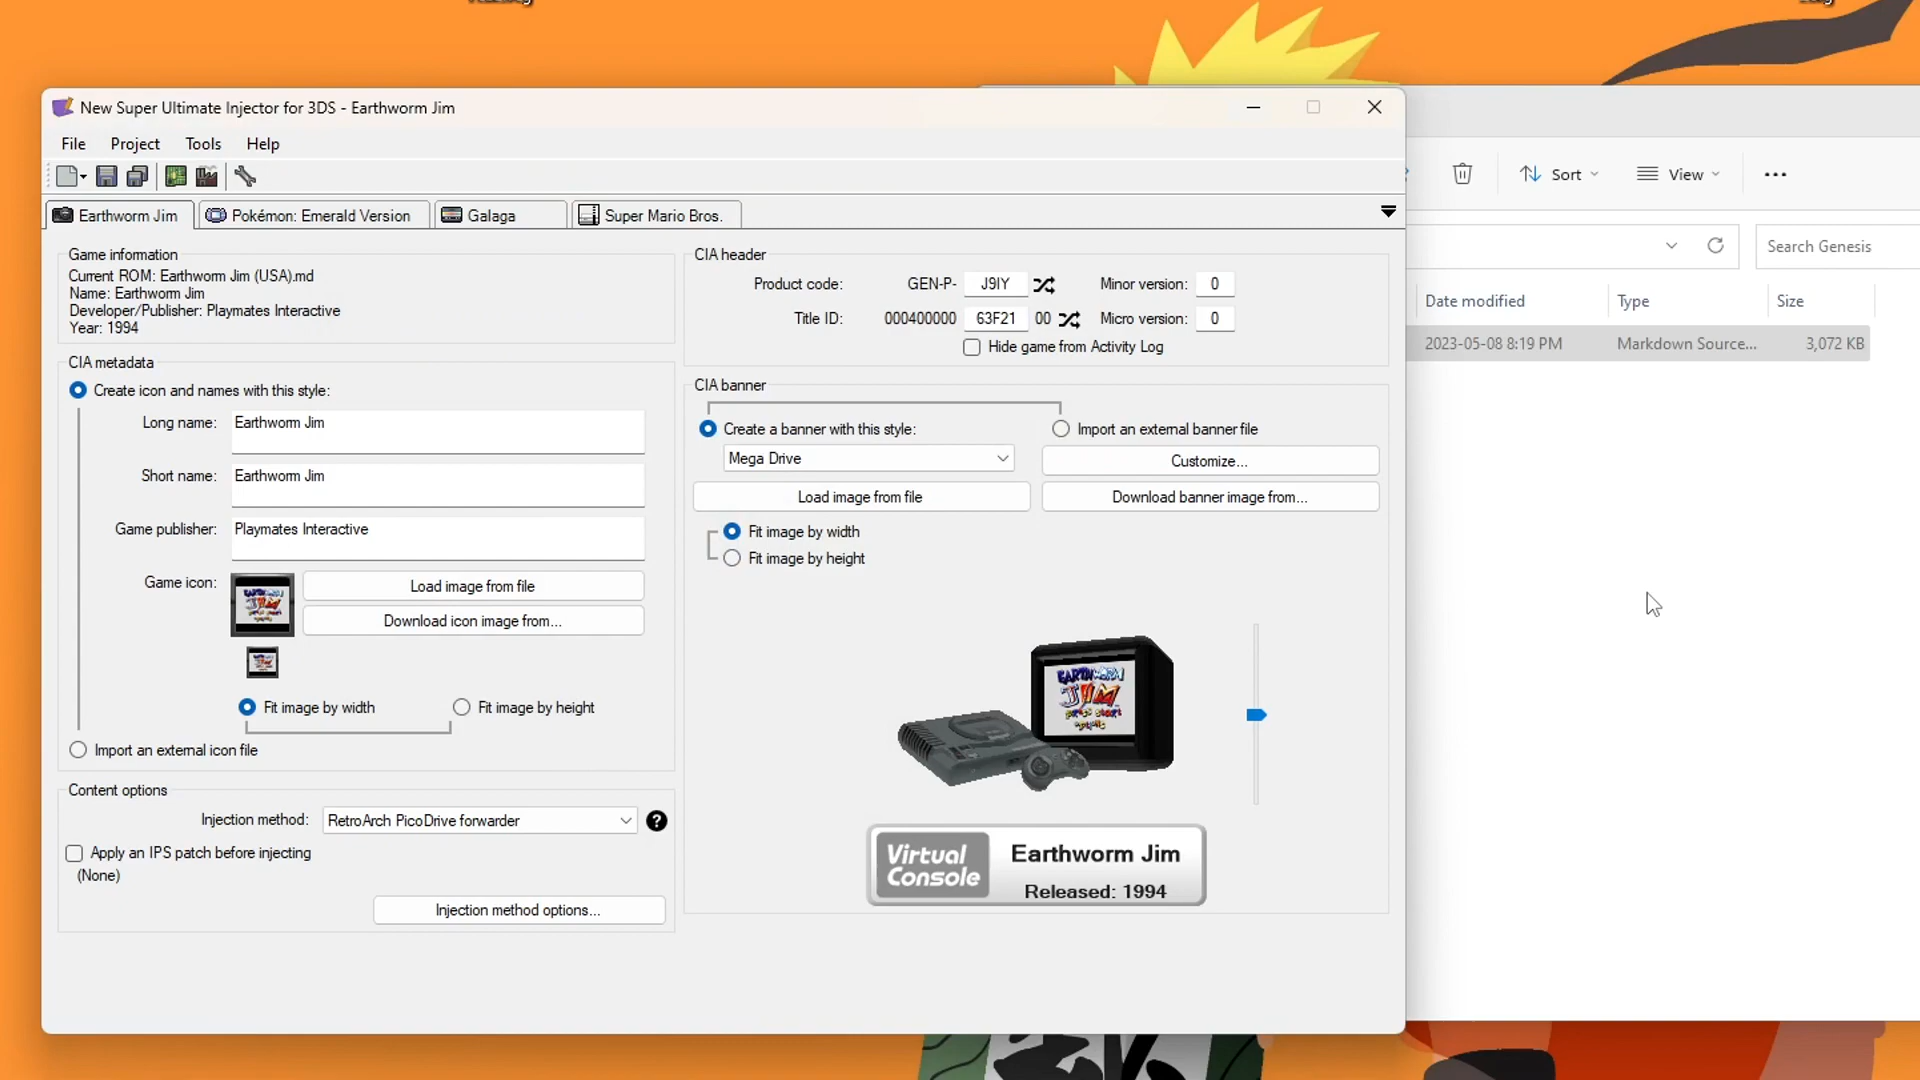 New Super Ultimate Injector for 3DS - Earthworm Jim
File Project Tools Help
Earthworm Jim Pokémon: Emerald Version Galaga Super Mario Bros.
Game information
Current ROM: Earthworm Jim (USA).md
Name: Earthworm Jim
Developer/Publisher: Playmates Interactive
Year: 1994
CIA metadata
Create icon and names with this style:
Long name: Earthworm Jim
Short name: Earthworm Jim
Game publisher: Playmates Interactive
Game icon: Load image from file
Download icon image from...
Fit image by width Fit image by height
Import an external icon file
Content options
Injection method: RetroArch PicoDrive forwarder ?
Apply an IPS patch before injecting
(None)
Injection method options...
CIA header
Product code: GEN-P- J9IY Minor version: 0
Title ID: 000400000 63F21 00 Micro version: 0
Hide game from Activity Log
CIA banner
Create a banner with this style: Import an external banner file
Mega Drive Customize...
Load image from file Download banner image from...
Fit image by width
Fit image by height
EARTHWORM
JIM
Virtual
Console
Earthworm Jim
Released: 1994
Sort View
Search Genesis
Date modified Type Size
2023-05-08 8:19 PM Markdown Source... 3,072 KB